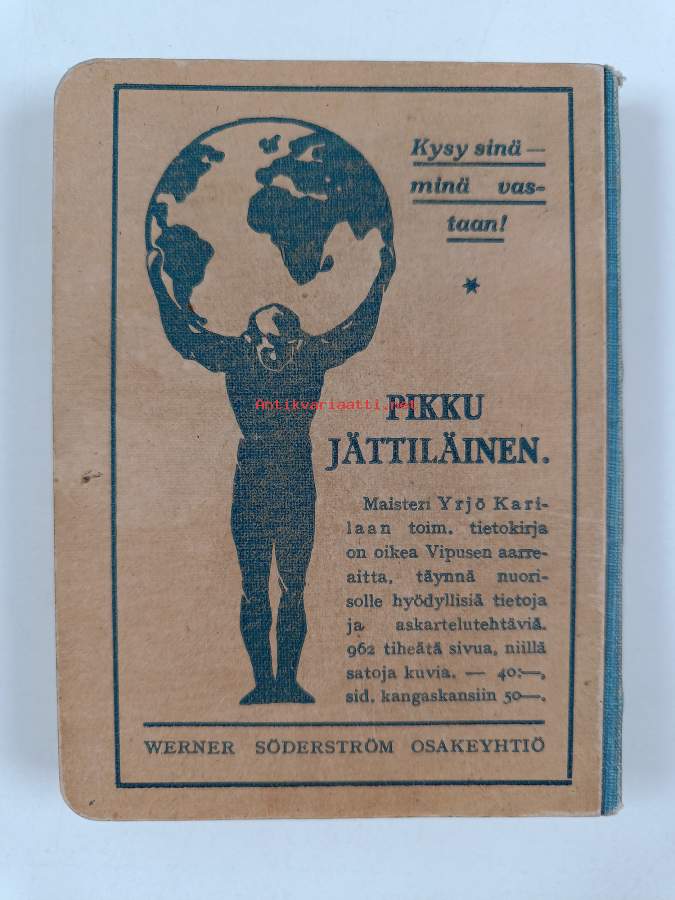 Kysy sinä —
minä vas-
taan!
*
Antikvariaatti.net
PIKKU
JÄTTILÄINEN.
Maisteri Yrjö Kari-
laan toim. tietokirja
on oikea Vipusen aarre-
aitta, täynnä nuori-
solle hyödyllisiä tietoja
ja askartelutehtäviä.
962 tiheätä sivua, niillä
satoja kuvia. — 40:—,
sid. kangaskansiin 50—.
WERNER SÖDERSTRÖM OSAKEYHTIÖ